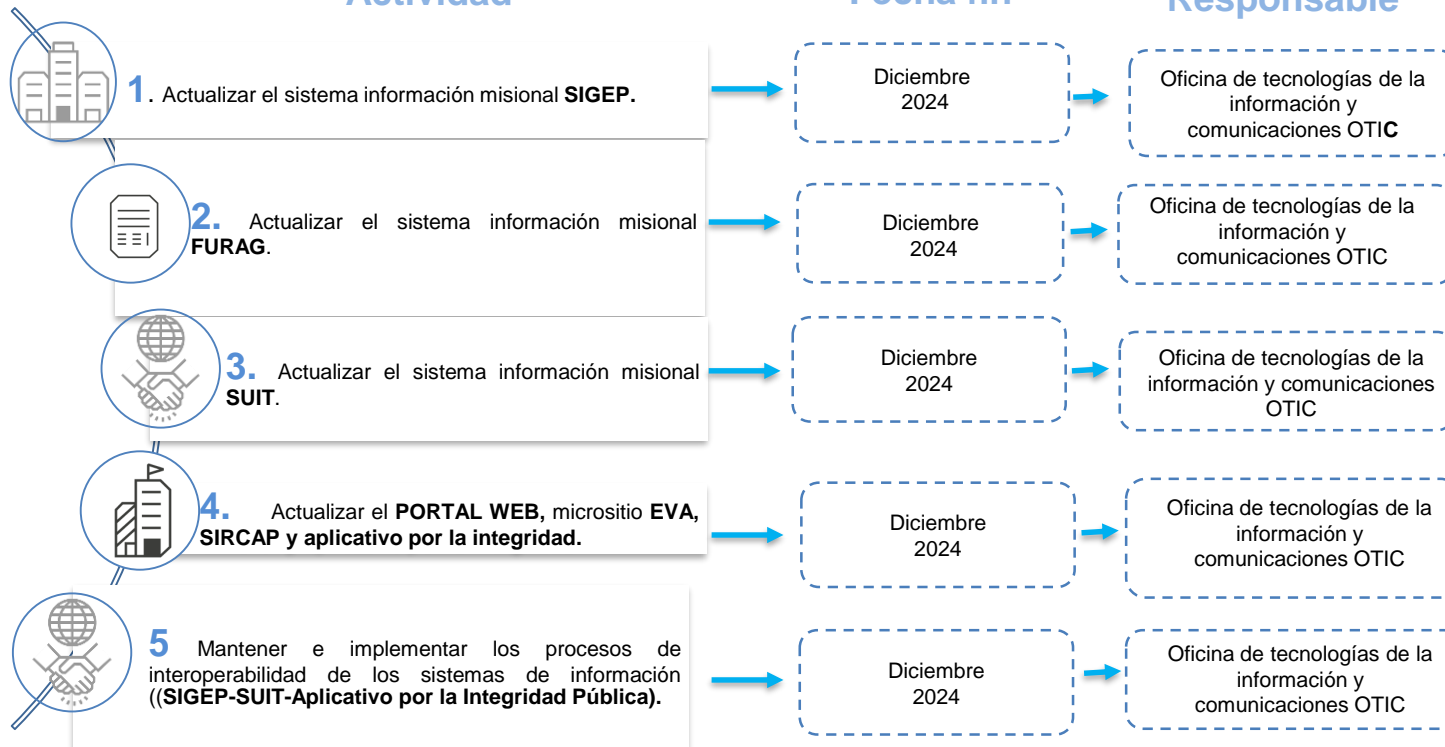 Actividad
Fecha fin
Responsable
1. Actualizar el sistema información misional SIGEP.
Diciembre
2024
Oficina de tecnologías de la
información y
comunicaciones OTIC
2. Actualizar el sistema información misional
FURAG.
Diciembre
2024
Oficina de tecnologías de la
información y
comunicaciones OTIC
3. Actualizar el sistema información misional
SUIT.
Diciembre
2024
Oficina de tecnologías de la
información y comunicaciones
OTIC
4. Actualizar el PORTAL WEB, micrositio EVA,
SIRCAP y aplicativo por la integridad.
Diciembre
2024
Oficina de tecnologías de la
información y
comunicaciones OTIC
5 Mantener e implementar los procesos de
interoperabilidad de los sistemas de información
((SIGEP-SUIT-Aplicativo por la Integridad Pública).
Diciembre
2024
Oficina de tecnologías de la
información y
comunicaciones OTIC